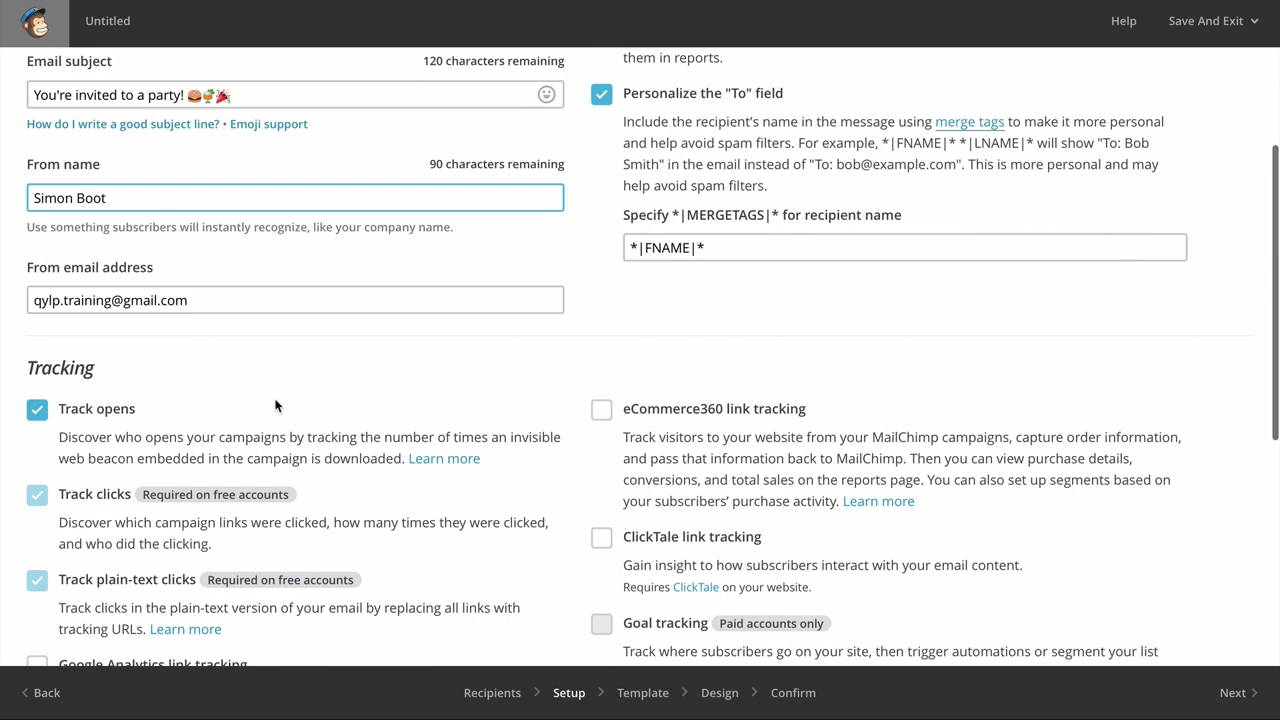 Untitled
Help
Save And Exit
Email subject
120 characters remaining
You're invited to a party! 🍔🍹🎉
How do I write a good subject line? • Emoji support
From name
90 characters remaining
Simon Boot
Use something subscribers will instantly recognize, like your company name.
From email address
qylp.training@gmail.com
them in reports.
Personalize the "To" field
Include the recipient's name in the message using merge tags to make it more personal
and help avoid spam filters. For example, *|FNAME|* *|LNAME|* will show "To: Bob
Smith" in the email instead of "To: bob@example.com". This is more personal and may
help avoid spam filters.
Specify *|MERGETAGS|* for recipient name
*|FNAME|*
Tracking
Track opens
Discover who opens your campaigns by tracking the number of times an invisible
web beacon embedded in the campaign is downloaded. Learn more
Track clicks Required on free accounts
Discover which campaign links were clicked, how many times they were clicked,
and who did the clicking.
Track plain-text clicks Required on free accounts
Track clicks in the plain-text version of your email by replacing all links with
tracking URLs. Learn more
Google Analytics link tracking
eCommerce360 link tracking
Track visitors to your website from your MailChimp campaigns, capture order information,
and pass that information back to MailChimp. Then you can view purchase details,
conversions, and total sales on the reports page. You can also set up segments based on
your subscribers' purchase activity. Learn more
ClickTale link tracking
Gain insight to how subscribers interact with your email content.
Requires ClickTale on your website.
Goal tracking Paid accounts only
Track where subscribers go on your site, then trigger automations or segment your list
Back
Recipients > Setup > Template > Design > Confirm
Next